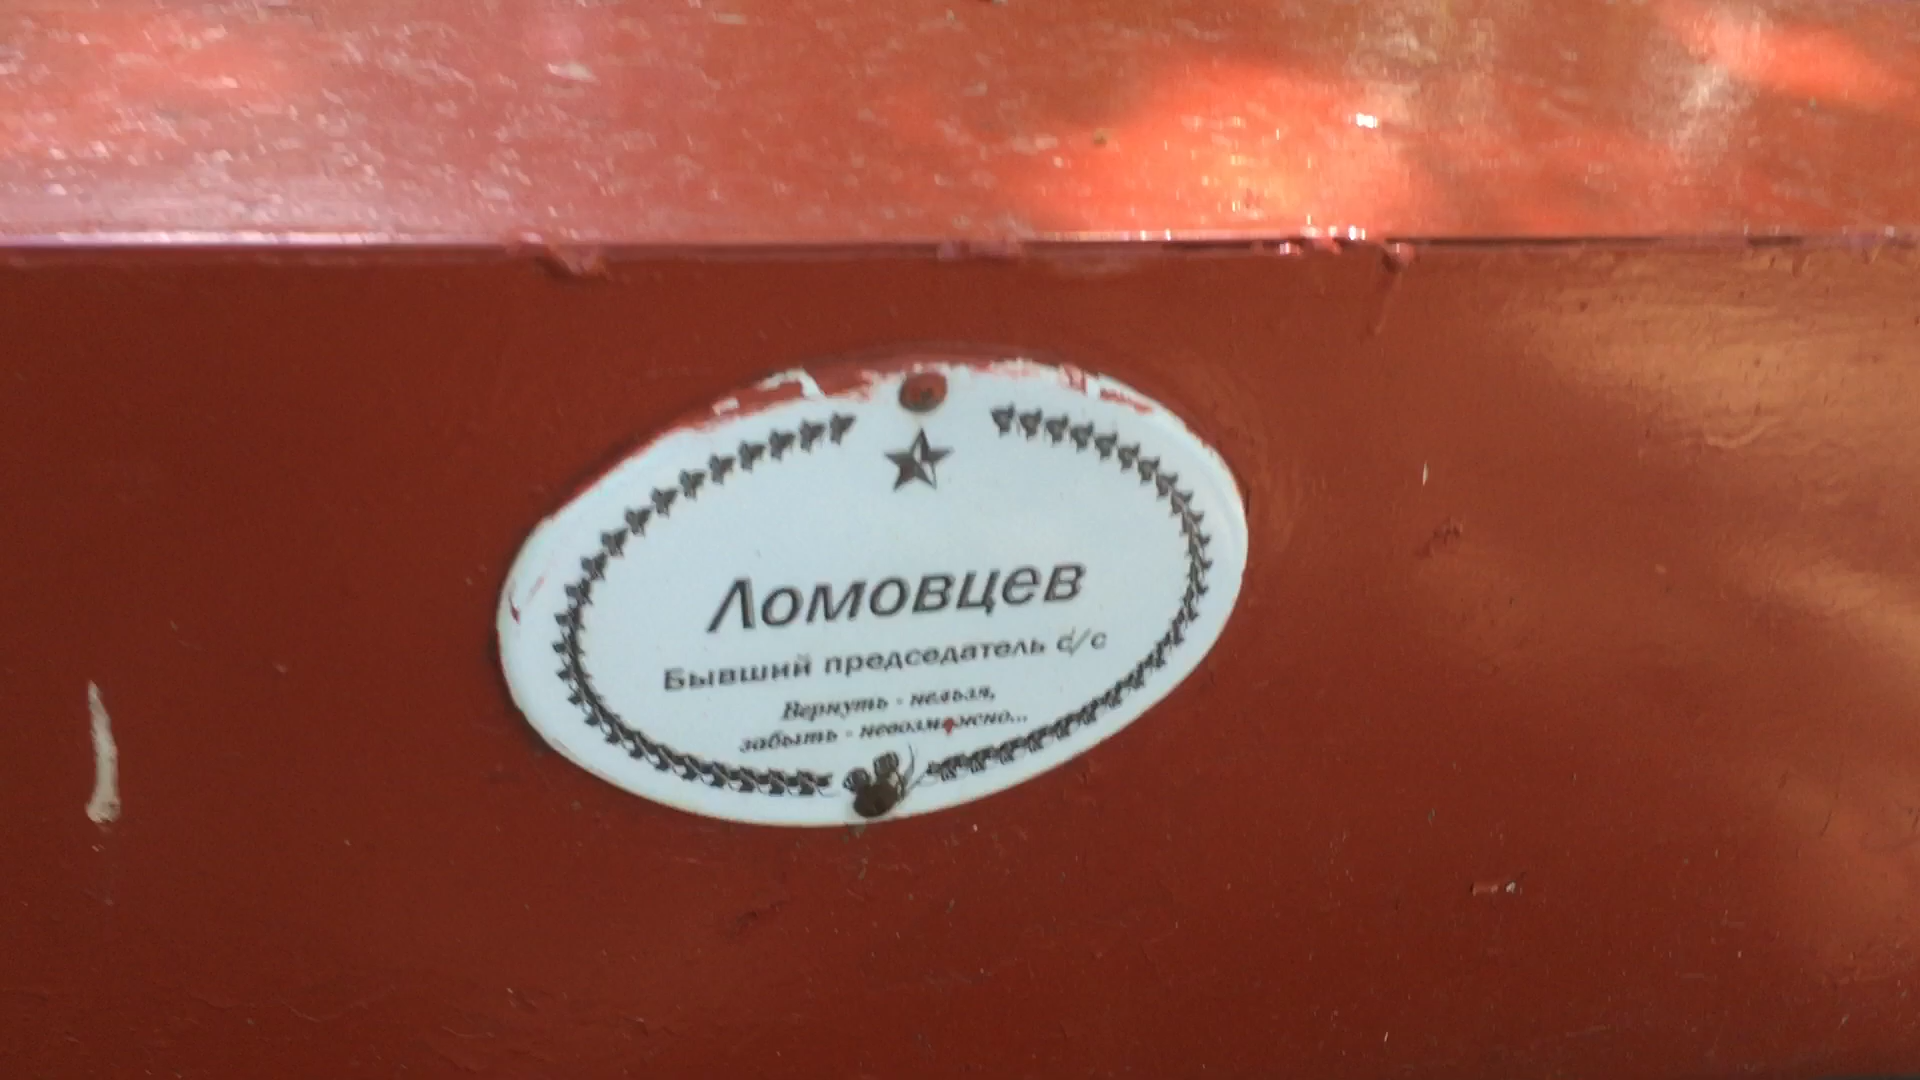 Ломовцев
Бывший председатель с/с
Вернуть - нельзя,
забыть - невозможно...